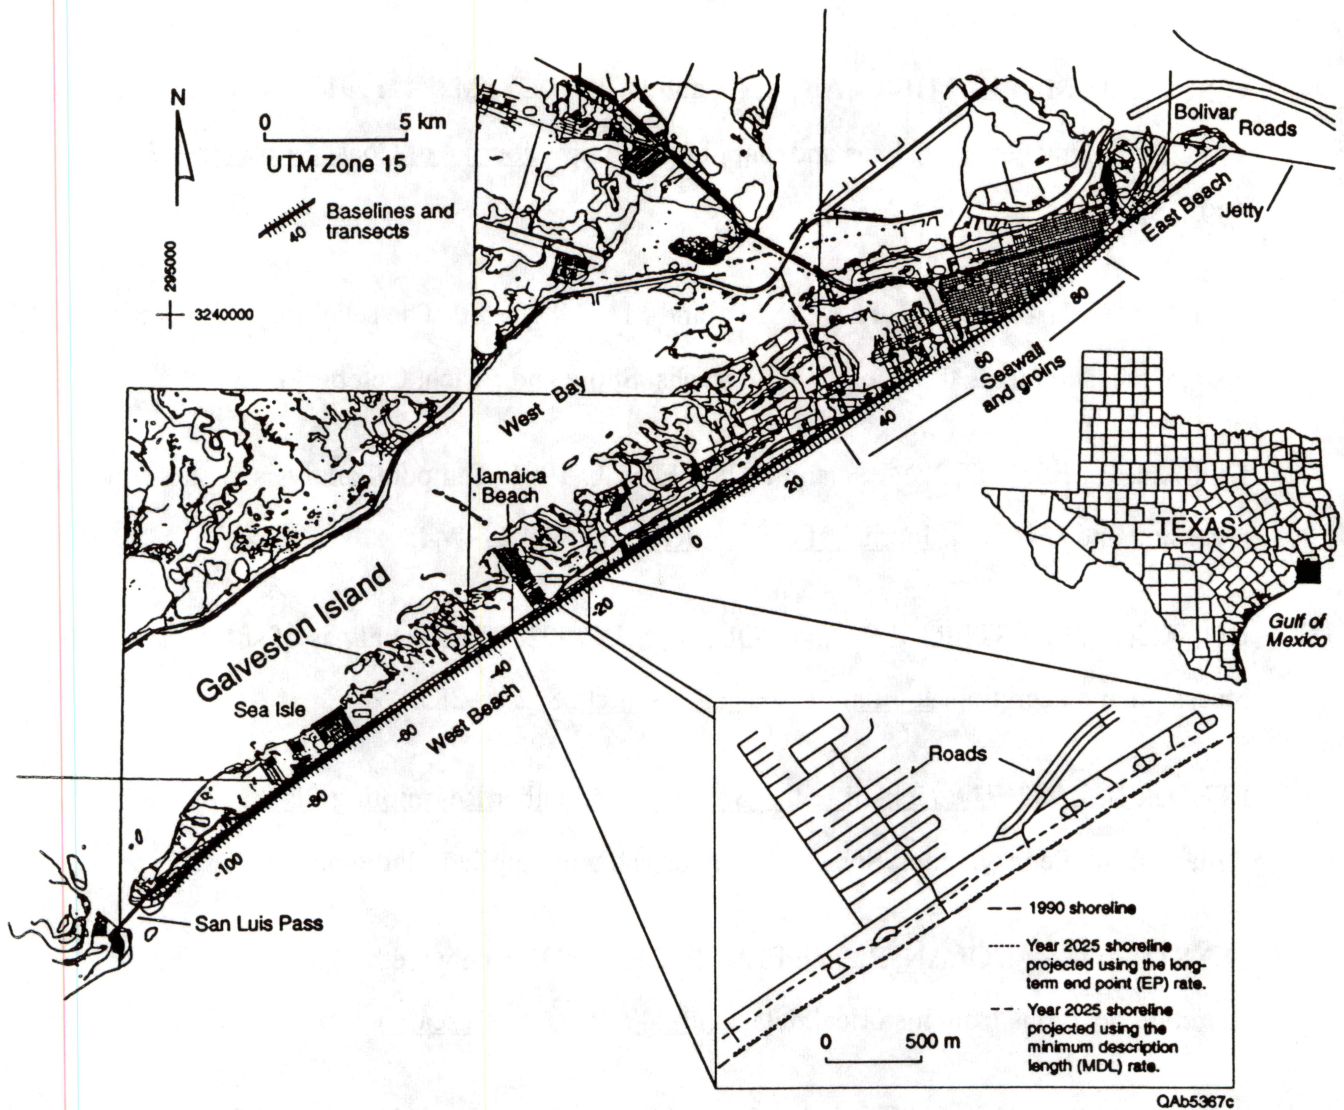 N
0 5 km
UTM Zone 15
40
Baselines and
transects
295000
3240000
Bolivar
Roads
Jetty
East Beach
80
60
Seawall
and groins
40
20
0
-20
-40
-60
-80
-100
West Bay
Jamaica
Beach
Galveston Island
Sea Isle
West Beach
San Luis Pass
TEXAS
Gulf of
Mexico
Roads
1990 shoreline
Year 2025 shoreline
projected using the long-
term end point (EP) rate.
Year 2025 shoreline
projected using the
minimum description
length (MDL) rate.
0 500 m
QAb5367c